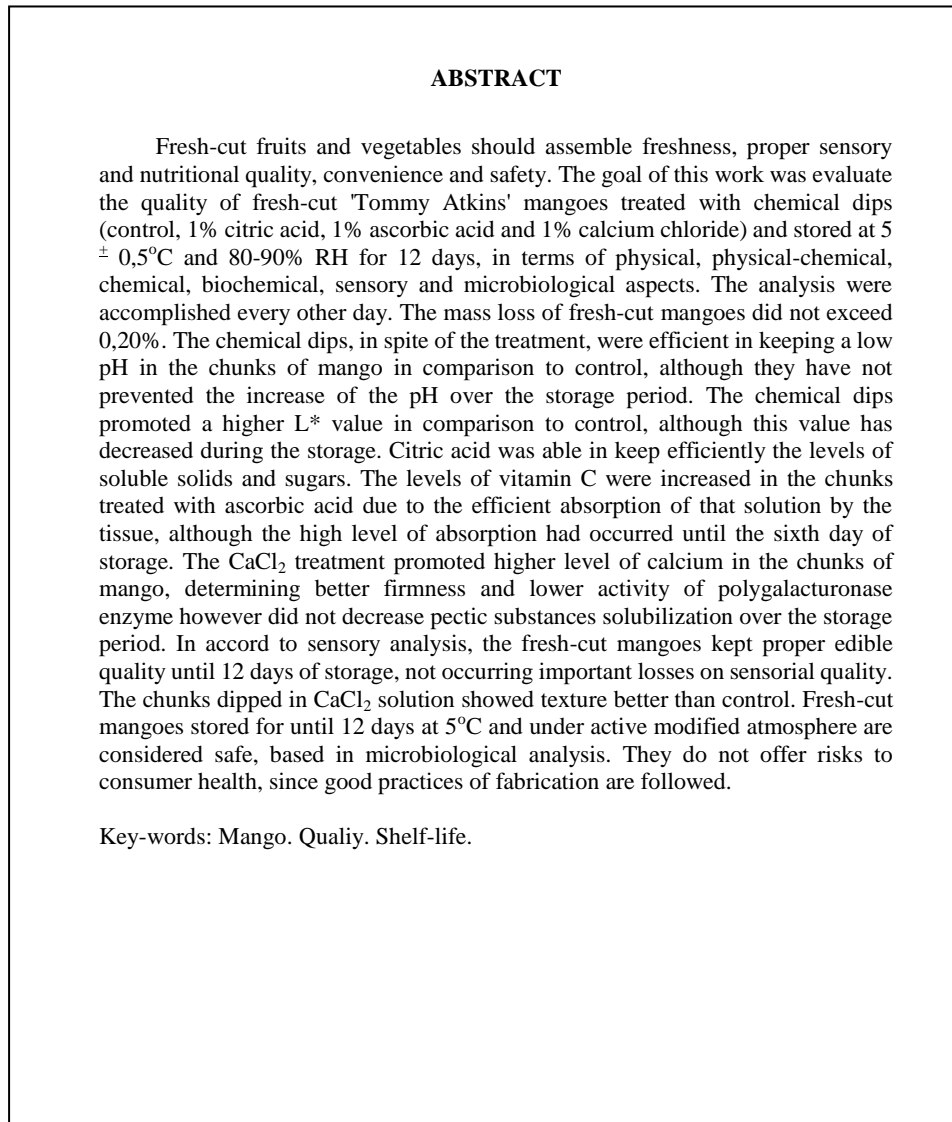 ABSTRACT
Fresh-cut fruits and vegetables should assemble freshness, proper sensory
and nutritional quality, convenience and safety. The goal of this work was evaluate
the quality of fresh-cut 'Tommy Atkins' mangoes treated with chemical dips
(control, 1% citric acid, 1% ascorbic acid and 1% calcium chloride) and stored at 5
± 0,5°C and 80-90% RH for 12 days, in terms of physical, physical-chemical,
chemical, biochemical, sensory and microbiological aspects. The analysis were
accomplished every other day. The mass loss of fresh-cut mangoes did not exceed
0,20%. The chemical dips, in spite of the treatment, were efficient in keeping a low
pH in the chunks of mango in comparison to control, although they have not
prevented the increase of the pH over the storage period. The chemical dips
promoted a higher L* value in comparison to control, although this value has
decreased during the storage. Citric acid was able in keep efficiently the levels of
soluble solids and sugars. The levels of vitamin C were increased in the chunks
treated with ascorbic acid due to the efficient absorption of that solution by the
tissue, although the high level of absorption had occurred until the sixth day of
storage. The CaCl₂ treatment promoted higher level of calcium in the chunks of
mango, determining better firmness and lower activity of polygalacturonase
enzyme however did not decrease pectic substances solubilization over the storage
period. In accord to sensory analysis, the fresh-cut mangoes kept proper edible
quality until 12 days of storage, not occurring important losses on sensorial quality.
The chunks dipped in CaCl₂ solution showed texture better than control. Fresh-cut
mangoes stored for until 12 days at 5°C and under active modified atmosphere are
considered safe, based in microbiological analysis. They do not offer risks to
consumer health, since good practices of fabrication are followed.
Key-words: Mango. Qualiy. Shelf-life.